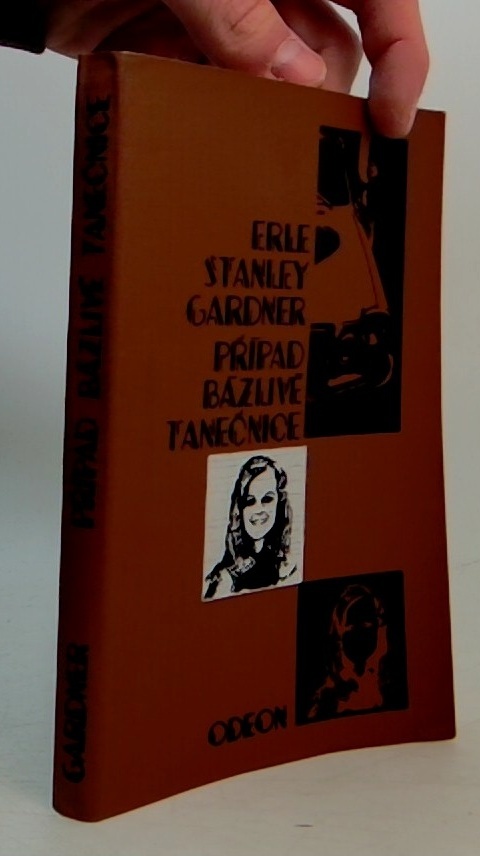 ERLE
STANLEY
GARDNER
PŘÍPAD
BÁZLIVÉ
TANEČNICE
ODEON
GARDNER PŘÍPAD BÁZLIVÉ TANEČNICE